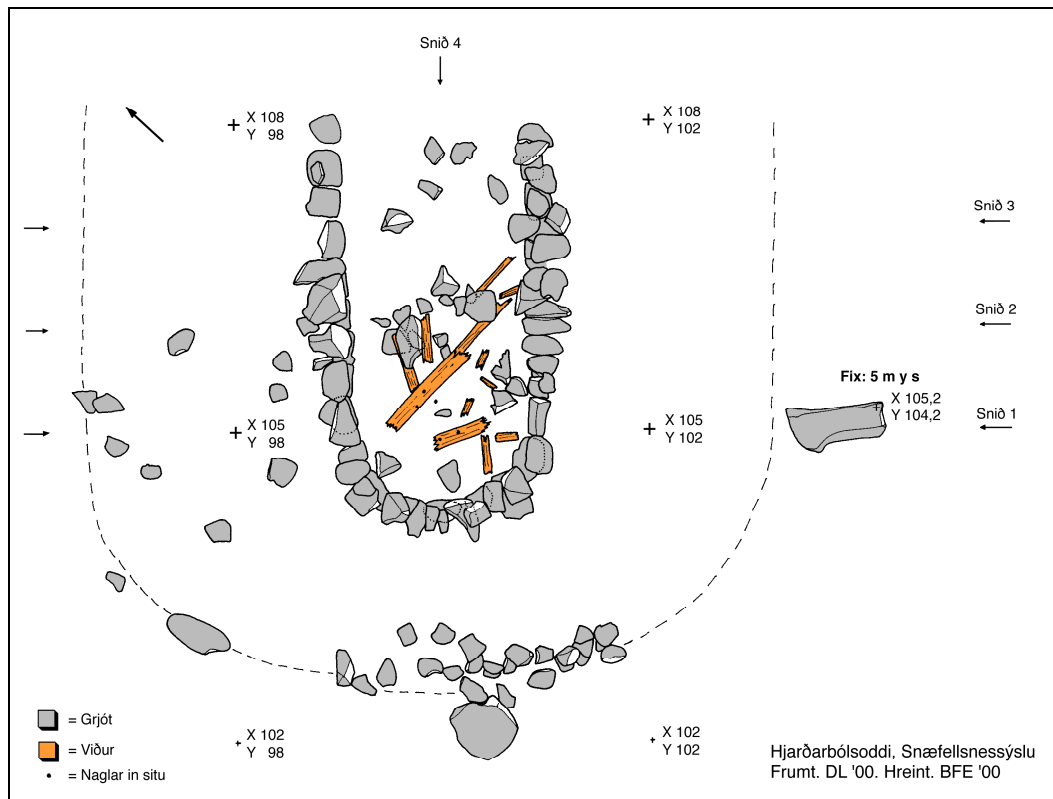 Snið 4
X 108
Y 98
X 108
Y 102
Snið 3
Snið 2
Fix: 5 m y s
X 105,2
Y 104,2
Snið 1
X 105
Y 98
X 105
Y 102
= Grjót
= Viður
= Naglar in situ
X 102
Y 98
X 102
Y 102
Hjarðarbólsoddi, Snæfellsnessýslu
Frumt. DL '00. Hreint. BFE '00